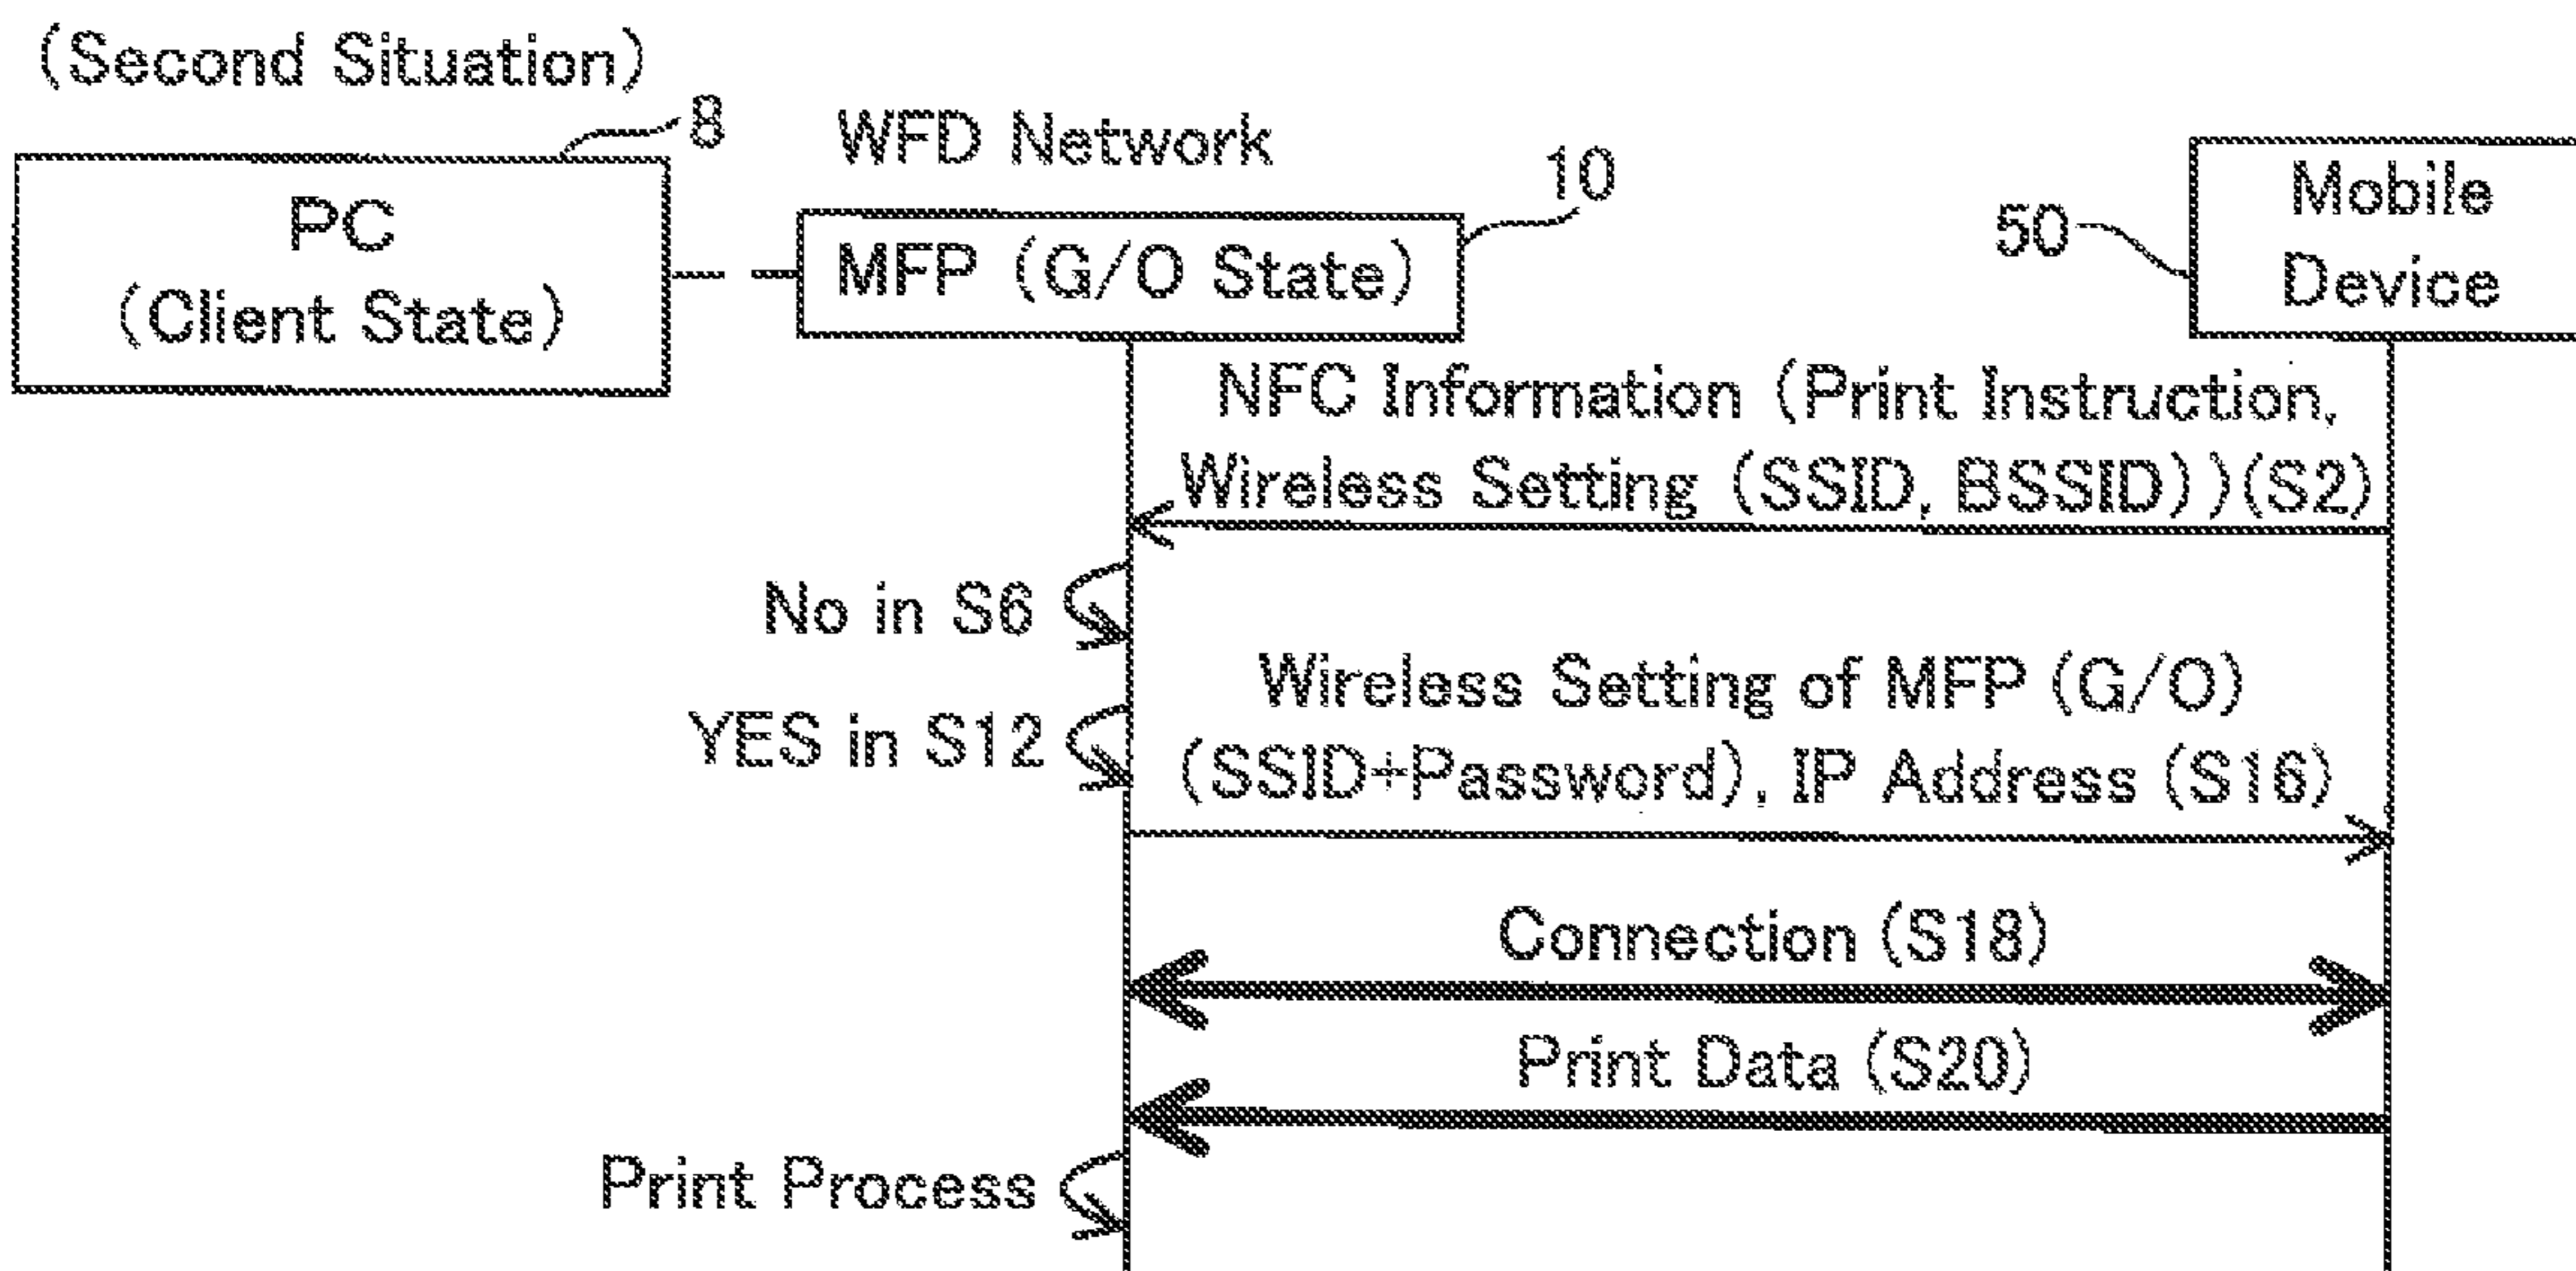 (Second Situation)
8
WFD Network
10
PC
(Client State)
MFP (G/O State)
50
Mobile
Device
NFC Information (Print Instruction,
Wireless Setting (SSID, BSSID))(S2)
No in S6
Wireless Setting of MFP (G/O)
YES in S12
(SSID+Password), IP Address (S16)
Connection (S18)
Print Data (S20)
Print Process